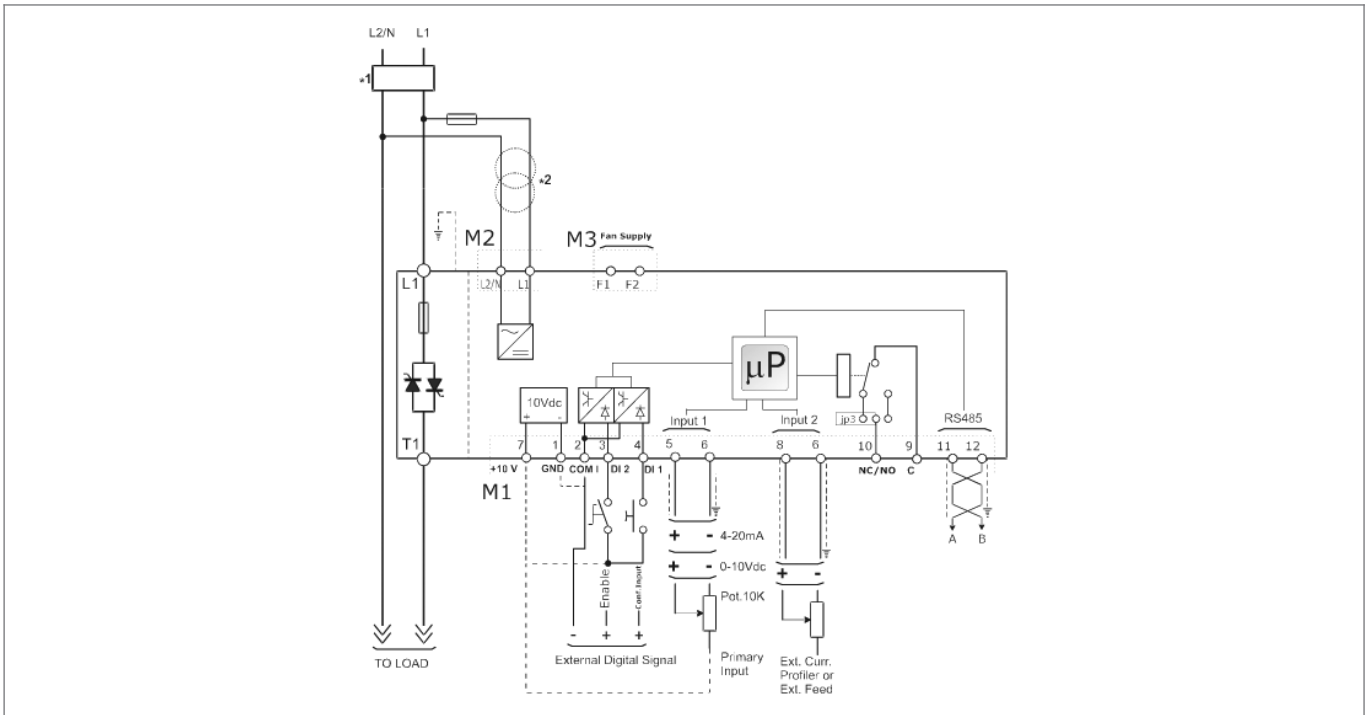 L2/N L1
*1
*2
M2 M3 Fan Supply
L1 L2/N L1 F1 F2
μP
10Vdc
+ -
Input 1 Input 2 jp3 RS485
T1 7 1 2 3 4 5 6 8 6 10 9 11 12
+10 V GND COM I DI 2 DI 1 NC/NO C
M1
+ - 4-20mA
A B
+ - 0-10Vdc
+ -
Enable
Conf.Input
Pot.10K
- + +
External Digital Signal
Primary
Input
Ext. Curr.
Profiler or
Ext. Feed
TO LOAD